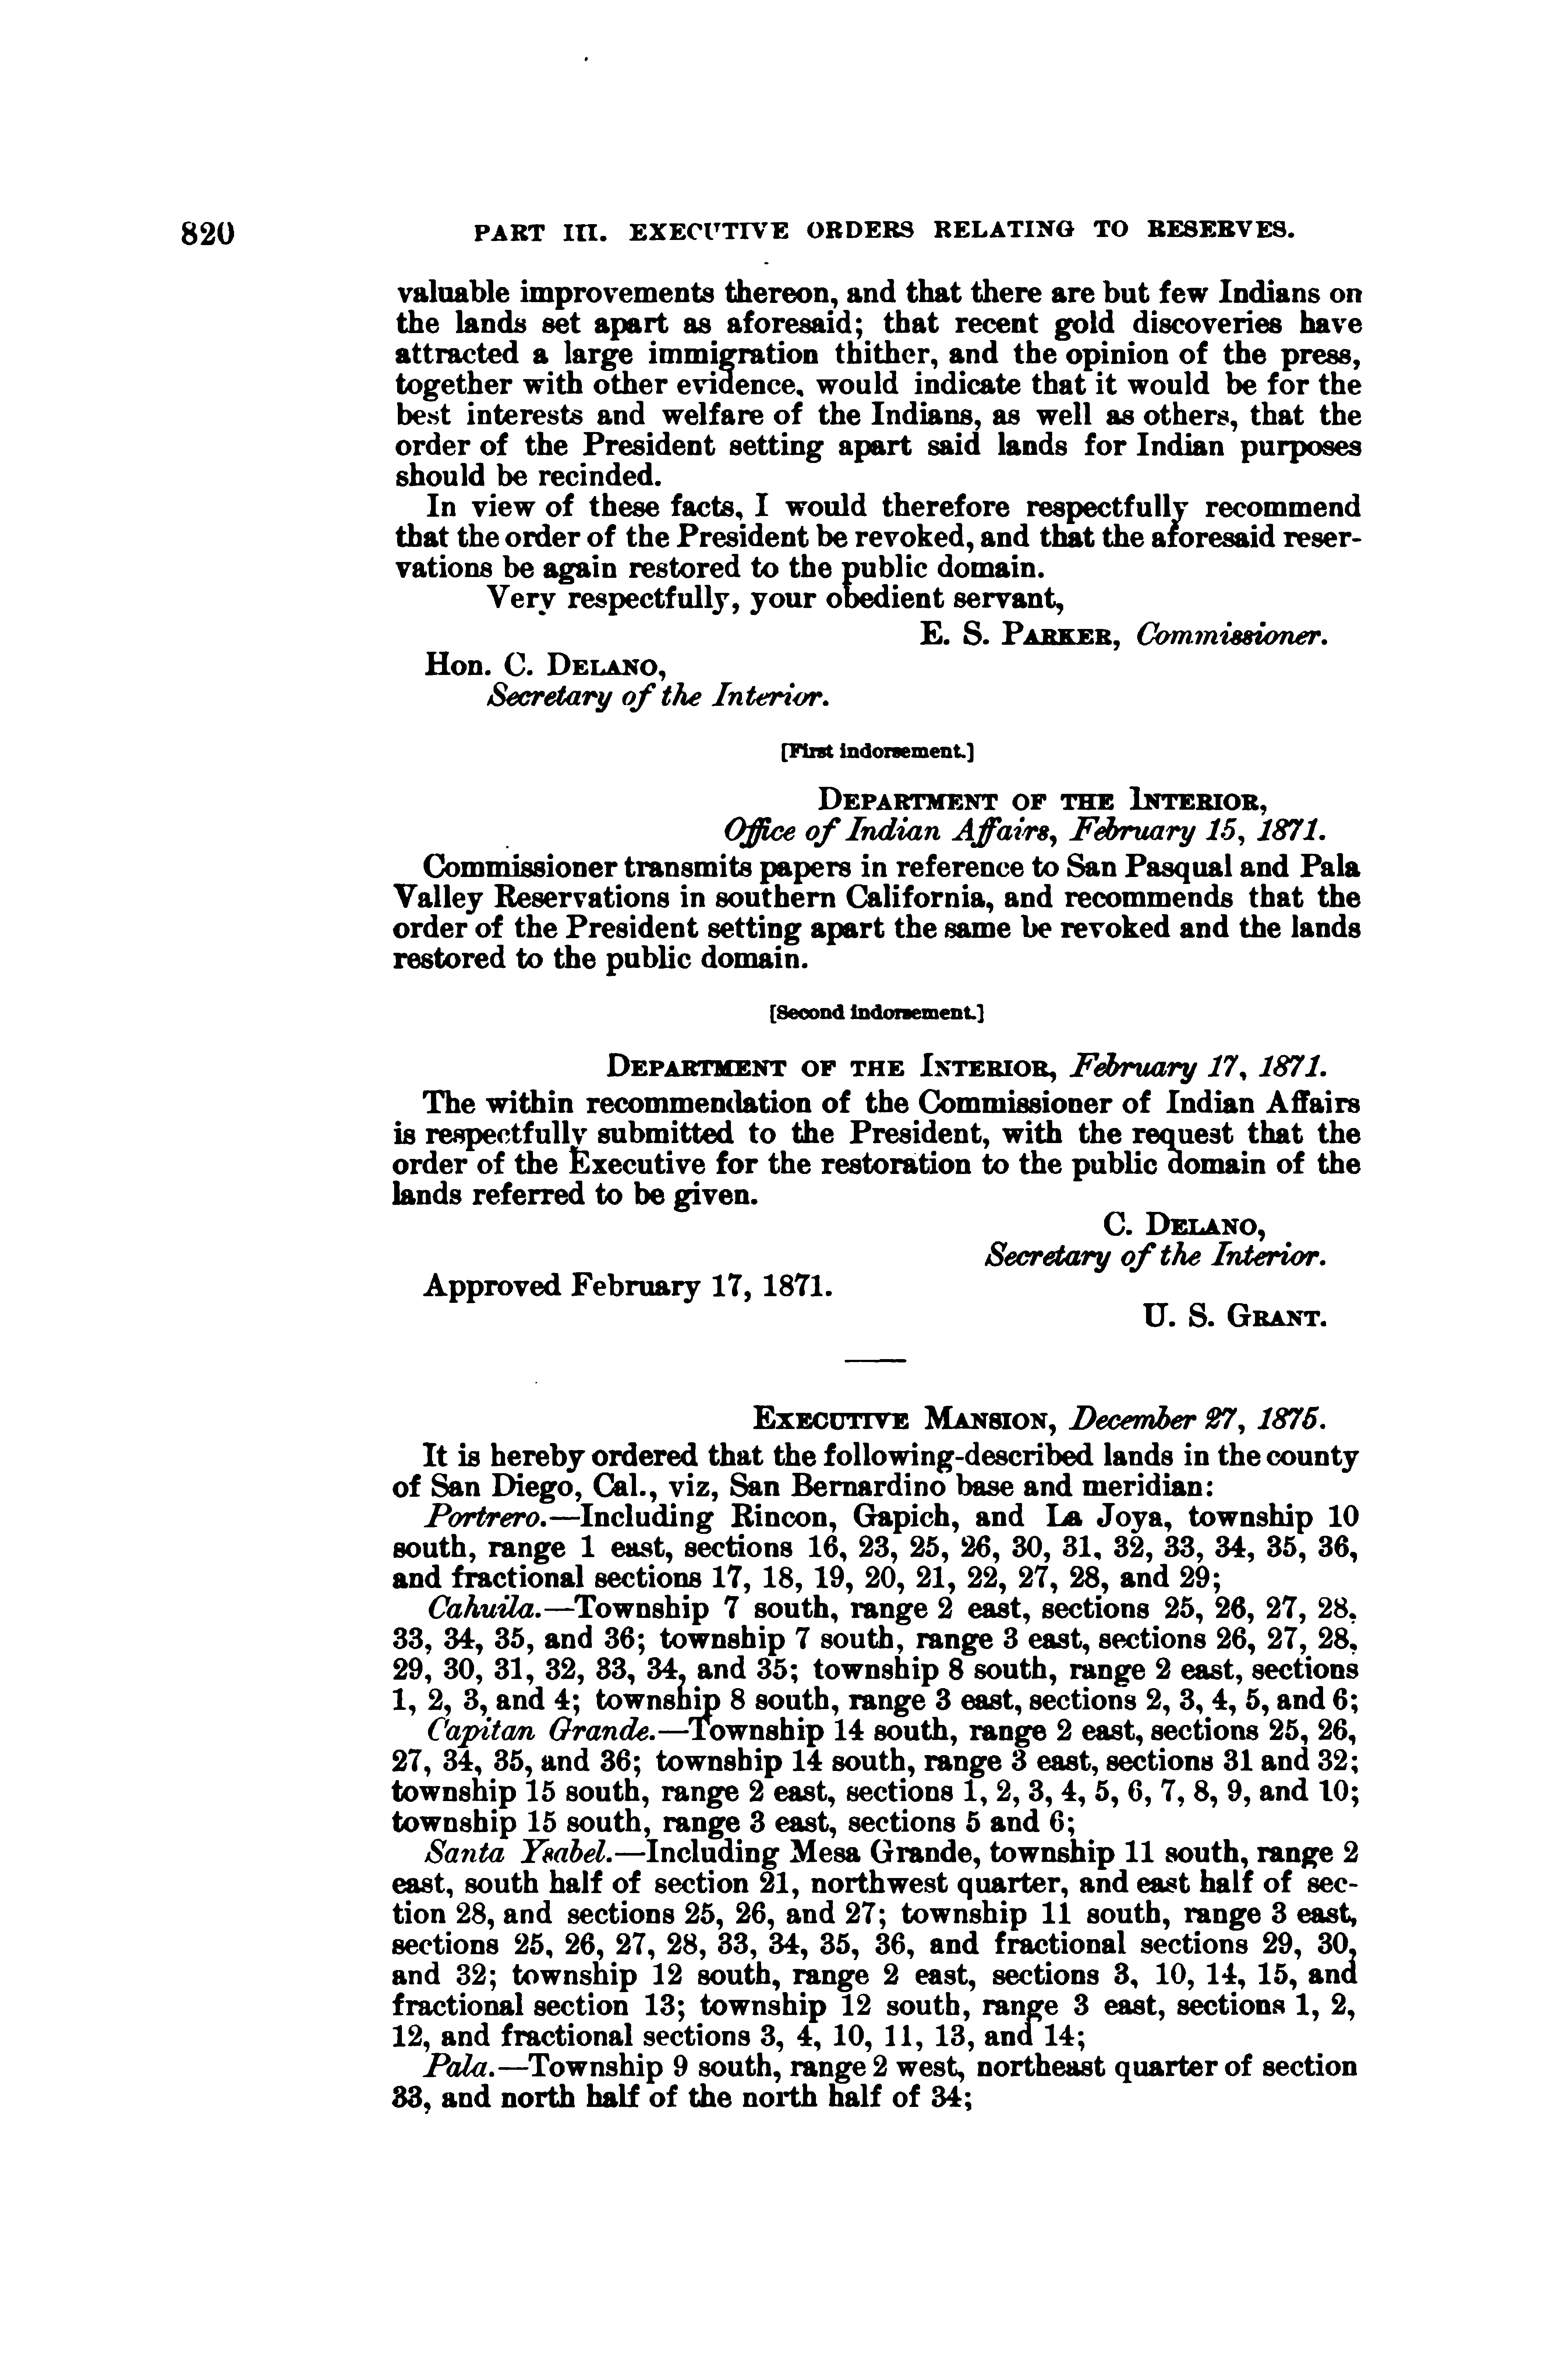 820 PART III. EXECUTIVE ORDERS RELATING TO RESERVES.
valuable improvements thereon, and that there are but few Indians on
the lands set apart as aforesaid; that recent gold discoveries have
attracted a large immigration thither, and the opinion of the press,
together with other evidence, would indicate that it would be for the
best interests and welfare of the Indians, as well as others, that the
order of the President setting apart said lands for Indian purposes
should be recinded.
In view of these facts, I would therefore respectfully recommend
that the order of the President be revoked, and that the aforesaid reser-
vations be again restored to the public domain.
Very respectfully, your obedient servant,
E. S. PARKER, Commissioner.
Hon. C. DELANO,
Secretary of the Interior.
[First indorsement.]
DEPARTMENT OF THE INTERIOR,
Office of Indian Affairs, February 15, 1871.
Commissioner transmits papers in reference to San Pasqual and Pala
Valley Reservations in southern California, and recommends that the
order of the President setting apart the same be revoked and the lands
restored to the public domain.
[Second indorsement.]
DEPARTMENT OF THE INTERIOR, February 17, 1871.
The within recommendation of the Commissioner of Indian Affairs
is respectfully submitted to the President, with the request that the
order of the Executive for the restoration to the public domain of the
lands referred to be given.
C. DELANO,
Secretary of the Interior.
Approved February 17, 1871.
U. S. GRANT.
EXECUTIVE MANSION, December 27, 1875.
It is hereby ordered that the following-described lands in the county
of San Diego, Cal., viz, San Bernardino base and meridian:
Portrero.—Including Rincon, Gapich, and La Joya, township 10
south, range 1 east, sections 16, 23, 25, 26, 30, 31, 32, 33, 34, 35, 36,
and fractional sections 17, 18, 19, 20, 21, 22, 27, 28, and 29;
Cahuila.—Township 7 south, range 2 east, sections 25, 26, 27, 28,
33, 34, 35, and 36; township 7 south, range 3 east, sections 26, 27, 28,
29, 30, 31, 32, 33, 34, and 35; township 8 south, range 2 east, sections
1, 2, 3, and 4; township 8 south, range 3 east, sections 2, 3, 4, 5, and 6;
Capitan Grande.—Township 14 south, range 2 east, sections 25, 26,
27, 34, 35, and 36; township 14 south, range 3 east, sections 31 and 32;
township 15 south, range 2 east, sections 1, 2, 3, 4, 5, 6, 7, 8, 9, and 10;
township 15 south, range 3 east, sections 5 and 6;
Santa Ysabel.—Including Mesa Grande, township 11 south, range 2
east, south half of section 21, northwest quarter, and east half of sec-
tion 28, and sections 25, 26, and 27; township 11 south, range 3 east,
sections 25, 26, 27, 28, 33, 34, 35, 36, and fractional sections 29, 30,
and 32; township 12 south, range 2 east, sections 3, 10, 14, 15, and
fractional section 13; township 12 south, range 3 east, sections 1, 2,
12, and fractional sections 3, 4, 10, 11, 13, and 14;
Pala.—Township 9 south, range 2 west, northeast quarter of section
33, and north half of the north half of 34;